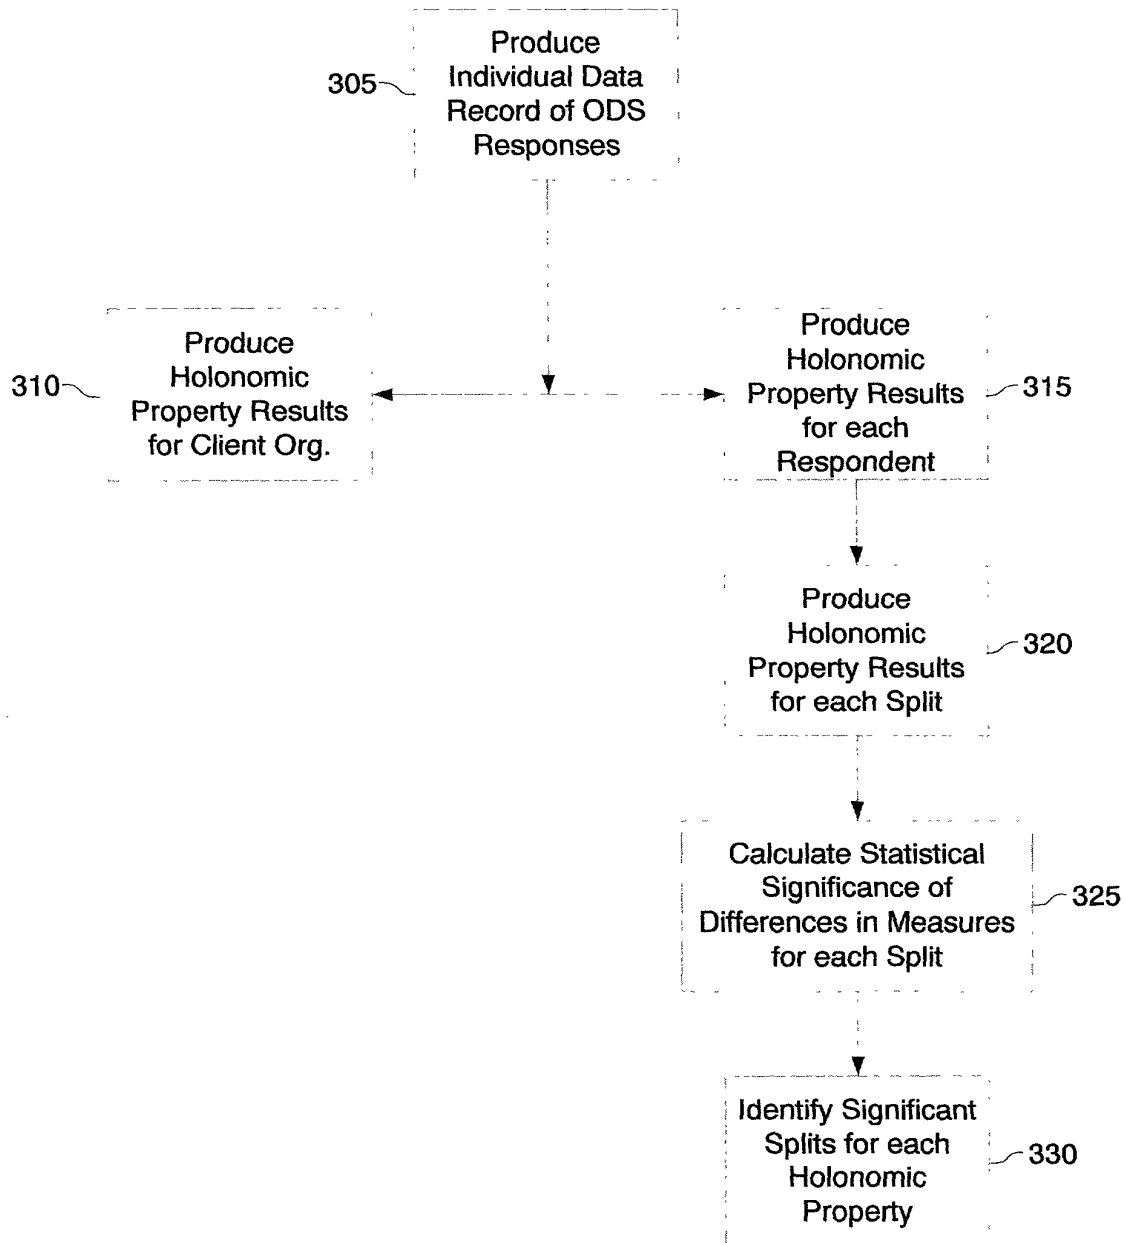 Produce
Individual Data
Record of ODS
Responses
305
Produce
Holonomic
Property Results
for Client Org.
310
Produce
Holonomic
Property Results
for each
Respondent
315
Produce
Holonomic
Property Results
for each Split
320
Calculate Statistical
Significance of
Differences in Measures
for each Split
325
Identify Significant
Splits for each
Holonomic
Property
330